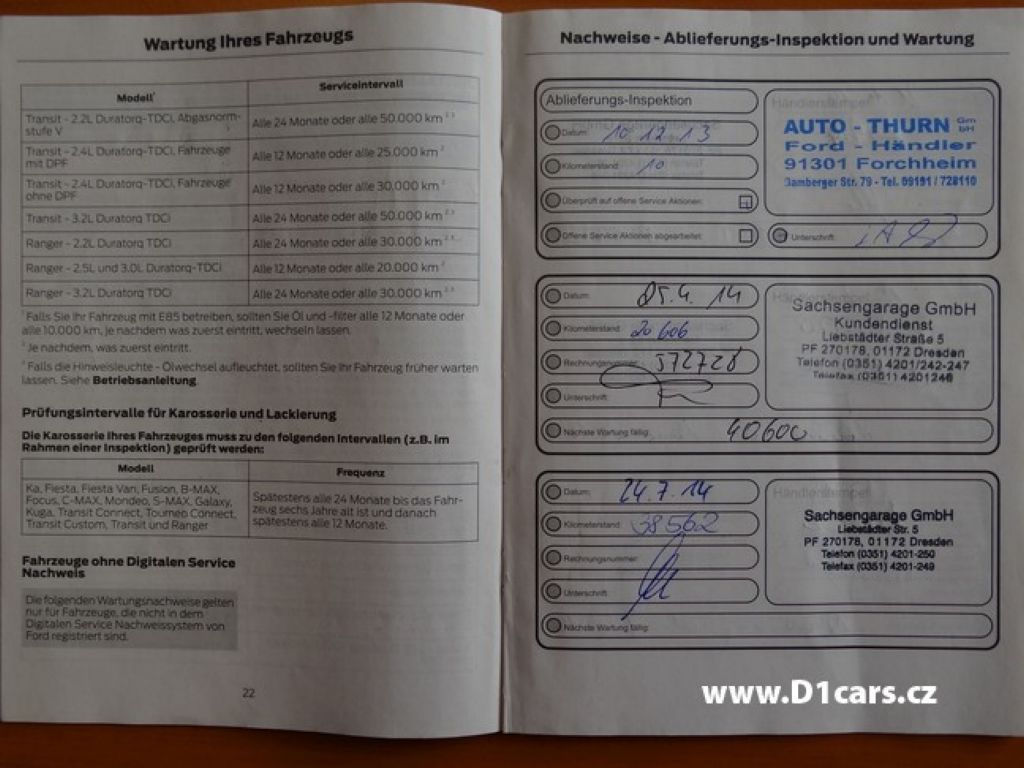 Wartung Ihres Fahrzeugs
Modell Serviceintervall
Transit - 2.2L Duratorq-TDCi, Abgasnorm-
stufe V
Alle 24 Monate oder alle 50.000 km
Transit - 2.4L Duratorq-TDCi, Fahrzeuge
mit DPF
Alle 12 Monate oder alle 25.000 km
Transit - 2.4L Duratorq-TDCi, Fahrzeuge
ohne DPF
Alle 12 Monate oder alle 30.000 km
Transit - 3.2L Duratorq TDCi Alle 24 Monate oder alle 50.000 km
Ranger - 2.2L Duratorq TDCi Alle 24 Monate oder alle 30.000 km
Ranger - 2.5L und 3.0L Duratorq-TDCi Alle 12 Monate oder alle 20.000 km
Ranger - 3.2L Duratorq TDCi Alle 24 Monate oder alle 30.000 km
Falls Sie Ihr Fahrzeug mit E85 betreiben, sollten Sie Öl und -filter alle 12 Monate oder
alle 10.000 km, je nachdem was zuerst eintritt, wechseln lassen.
Je nachdem, was zuerst eintritt.
Falls die Hinweisleuchte - Ölwechsel aufleuchtet, sollten Sie Ihr Fahrzeug früher warten
lassen. Siehe Betriebsanleitung.
Prüfungsintervalle für Karosserie und Lackierung
Die Karosserie Ihres Fahrzeuges muss zu den folgenden Intervallen (z.B. im
Rahmen einer Inspektion) geprüft werden:
Modell Frequenz
Ka, Fiesta, Fiesta Van, Fusion, B-MAX,
Focus, C-MAX, Mondeo, S-MAX, Galaxy,
Kuga, Transit Connect, Tourneo Connect,
Transit Custom, Transit und Ranger
Spätestens alle 24 Monate bis das Fahr-
zeug sechs Jahre alt ist und danach
spätestens alle 12 Monate.
Fahrzeuge ohne Digitalen Service
Nachweis
Die folgenden Wartungsnachweise gelten
nur für Fahrzeuge, die nicht in dem
Digitalen Service Nachweissystem von
Ford registriert sind.
22
Nachweise - Ablieferungs-Inspektion und Wartung
Ablieferungs-Inspektion
Datum: 10.12.13
Kilometerstand: 10
Überprüft auf offene Service Aktionen:
Offene Service Aktionen abgearbeitet:
Händlerstempel
AUTO - THURN GmbH
Ford - Händler
91301 Forchheim
Bamberger Str. 79 - Tel. 09191 / 728110
Unterschrift:
Datum: 25.4. 14
Kilometerstand: 20606
Rechnungsnummer: 572728
Unterschrift:
Nächste Wartung fällig: 40600
Sachsengarage GmbH
Kundendienst
Liebstädter Straße 5
PF 270178, 01172 Dresden
Telefon (0351) 4201/242-247
Telefax (0351) 4201248
Datum: 24.7.14
Kilometerstand: 38562
Rechnungsnummer:
Unterschrift:
Nächste Wartung fällig:
Händlerstempel
Sachsengarage GmbH
Liebstädter Str. 5
PF 270178, 01172 Dresden
Telefon (0351) 4201-250
Telefax (0351) 4201-249
www.D1cars.cz